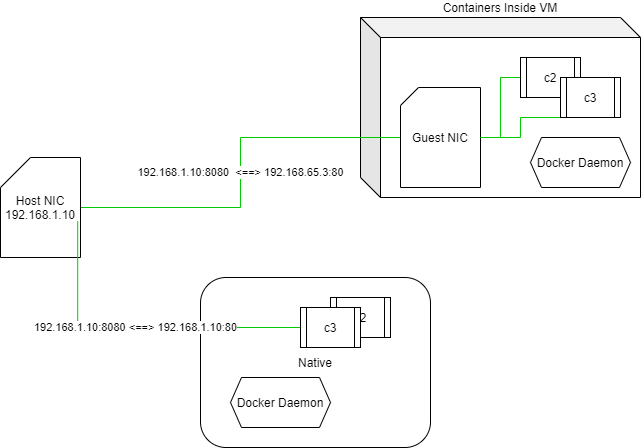 Containers Inside VM
c2
c3
Guest NIC
Docker Daemon
192.168.1.10:8080 <==> 192.168.65.3:80
Host NIC
192.168.1.10
192.168.1.10:8080 <==> 192.168.1.10:80
c3
2
Native
Docker Daemon